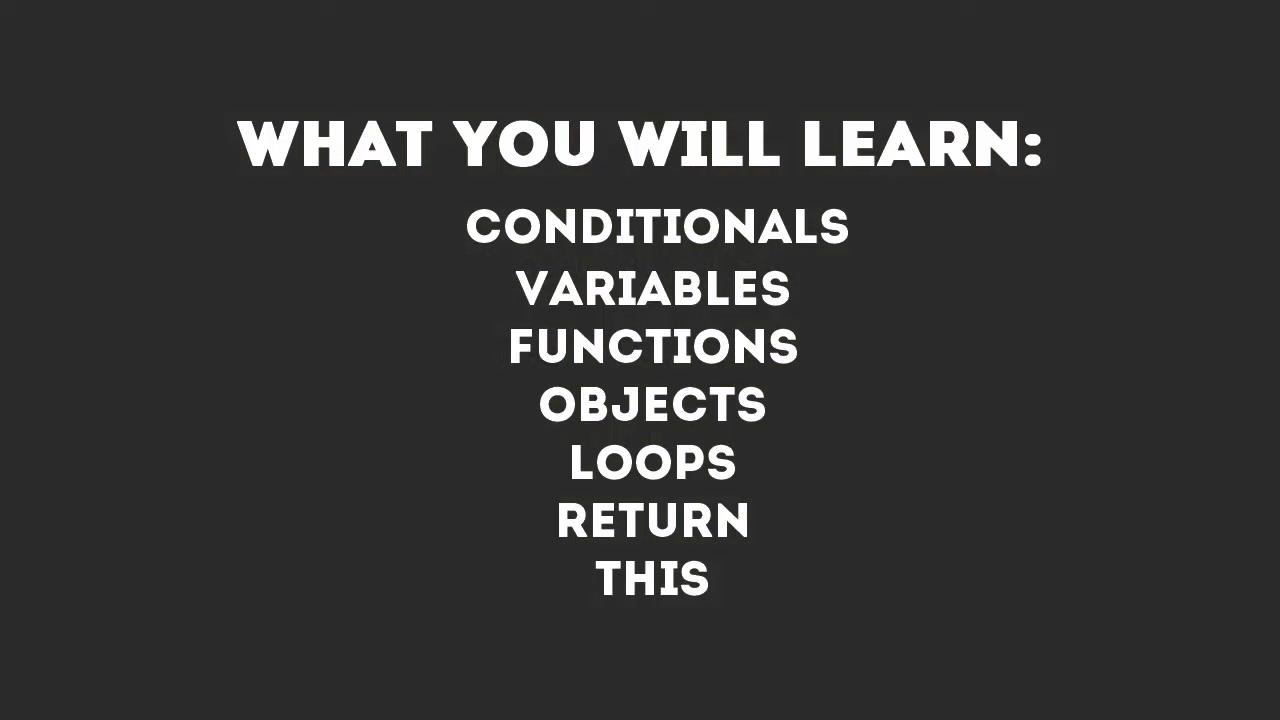 WHAT YOU WILL LEARN:
CONDITIONALS
VARIABLES
FUNCTIONS
OBJECTS
LOOPS
RETURN
THIS